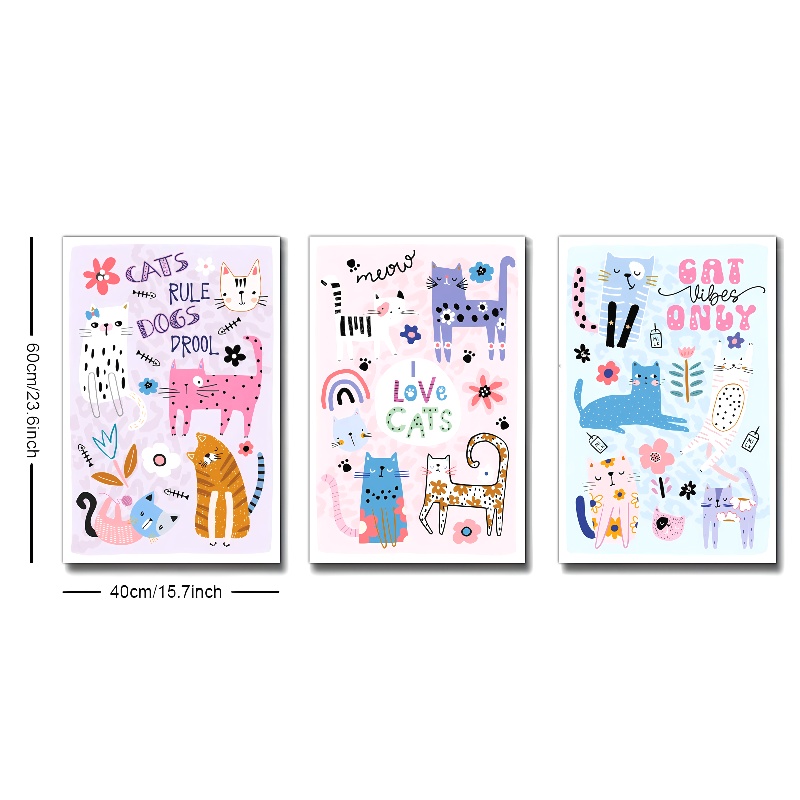 CATS
RULE
DOGS
DROOL
meow
I
LOVE
CATS
CAT
Vibes
ONLY
60cm/23.6inch
40cm/15.7inch